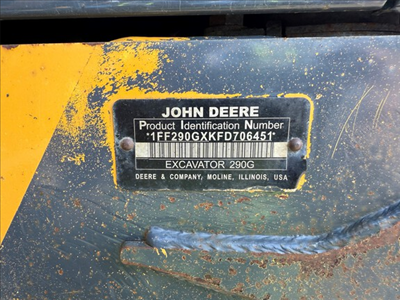 JOHN DEERE
Product Identification Number
*1FF290GXKFD706451*
EXCAVATOR 290G
DEERE & COMPANY, MOLINE, ILLINOIS, USA